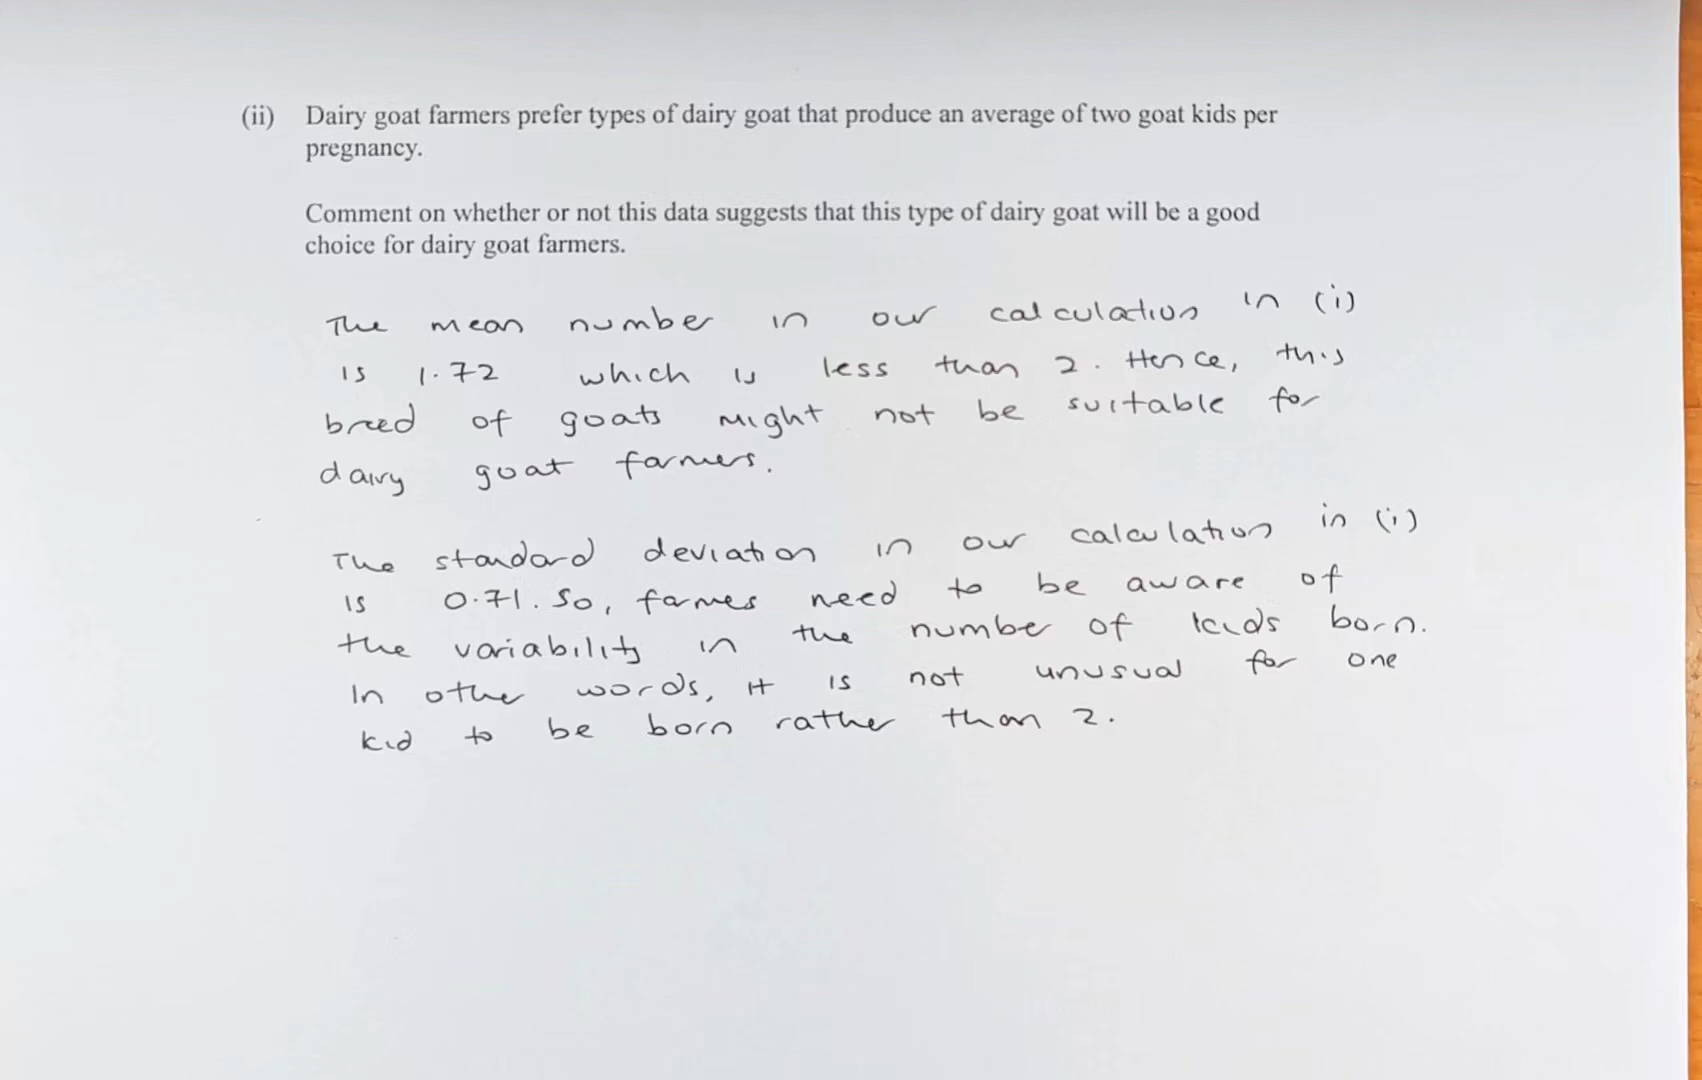 (ii) Dairy goat farmers prefer types of dairy goat that produce an average of two goat kids per
pregnancy.
Comment on whether or not this data suggests that this type of dairy goat will be a good
choice for dairy goat farmers.
The mean number in our calculation in (i)
is 1.72 which is less than 2. Hence, this
breed of goats might not be suitable for
dairy goat farmers.
The standard deviation in our calculation in (i)
is 0.71. So, farmes need to be aware of
the variability in the number of kids born.
In other words, it is not unusual for one
kid to be born rather than 2.